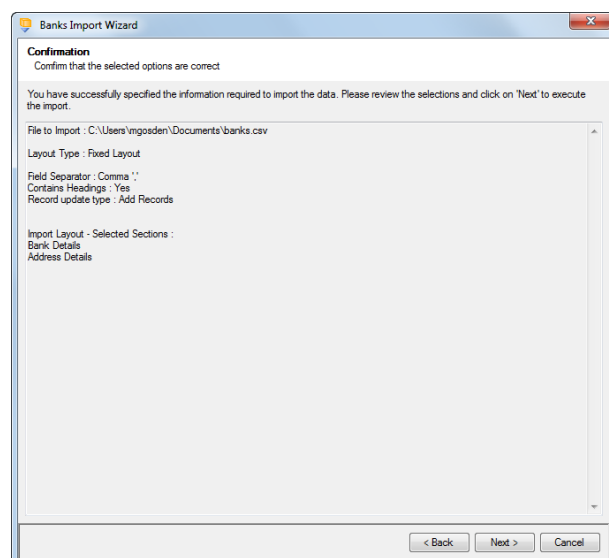 Banks Import Wizard
Confirmation
Comfirm that the selected options are correct
You have successfully specified the information required to import the data. Please review the selections and click on 'Next' to execute
the import.
File to Import : C:\Users\mgosden\Documents\banks.csv
Layout Type : Fixed Layout
Field Separator : Comma ','
Contains Headings : Yes
Record update type : Add Records
Import Layout - Selected Sections :
Bank Details
Address Details
< Back Next > Cancel